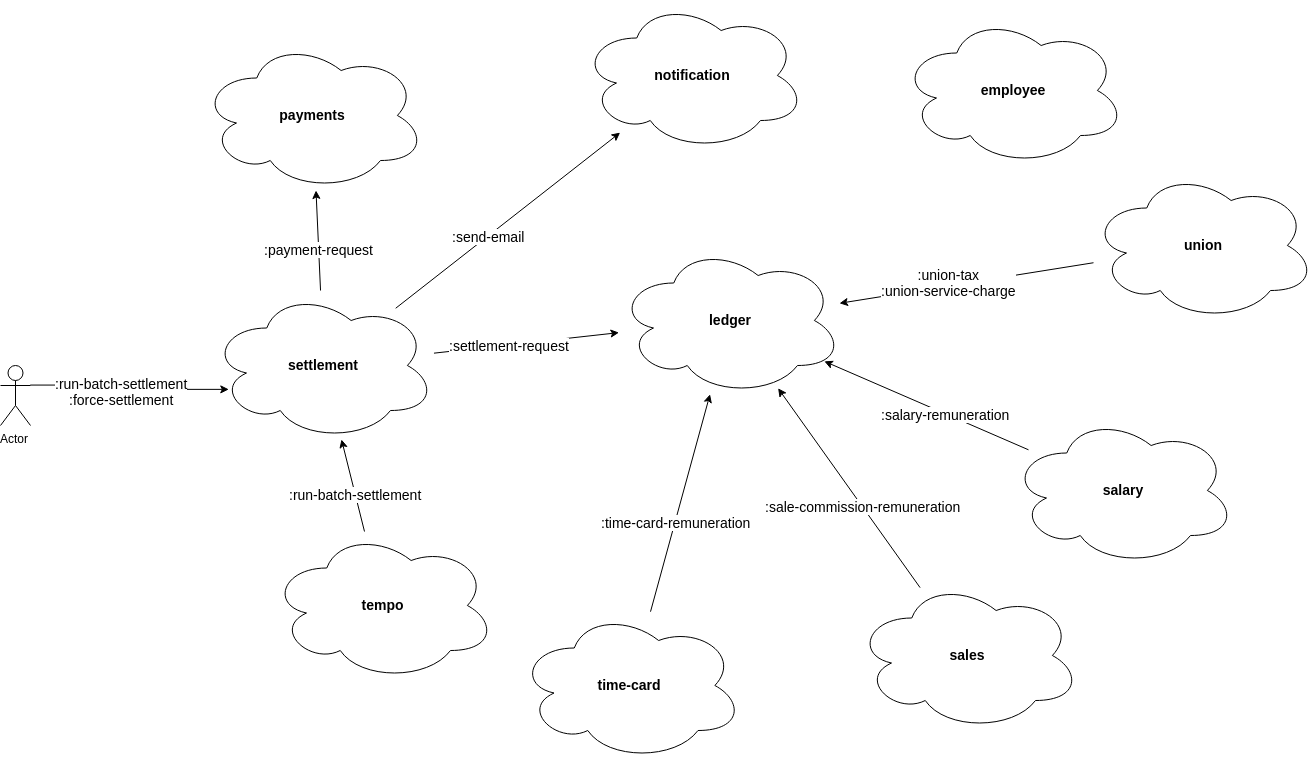 notification
employee
payments
union
:send-email
:payment-request
:union-tax
:union-service-charge
ledger
settlement
:settlement-request
:run-batch-settlement
:force-settlement
Actor
:salary-remuneration
salary
:run-batch-settlement
:sale-commission-remuneration
:time-card-remuneration
tempo
sales
time-card